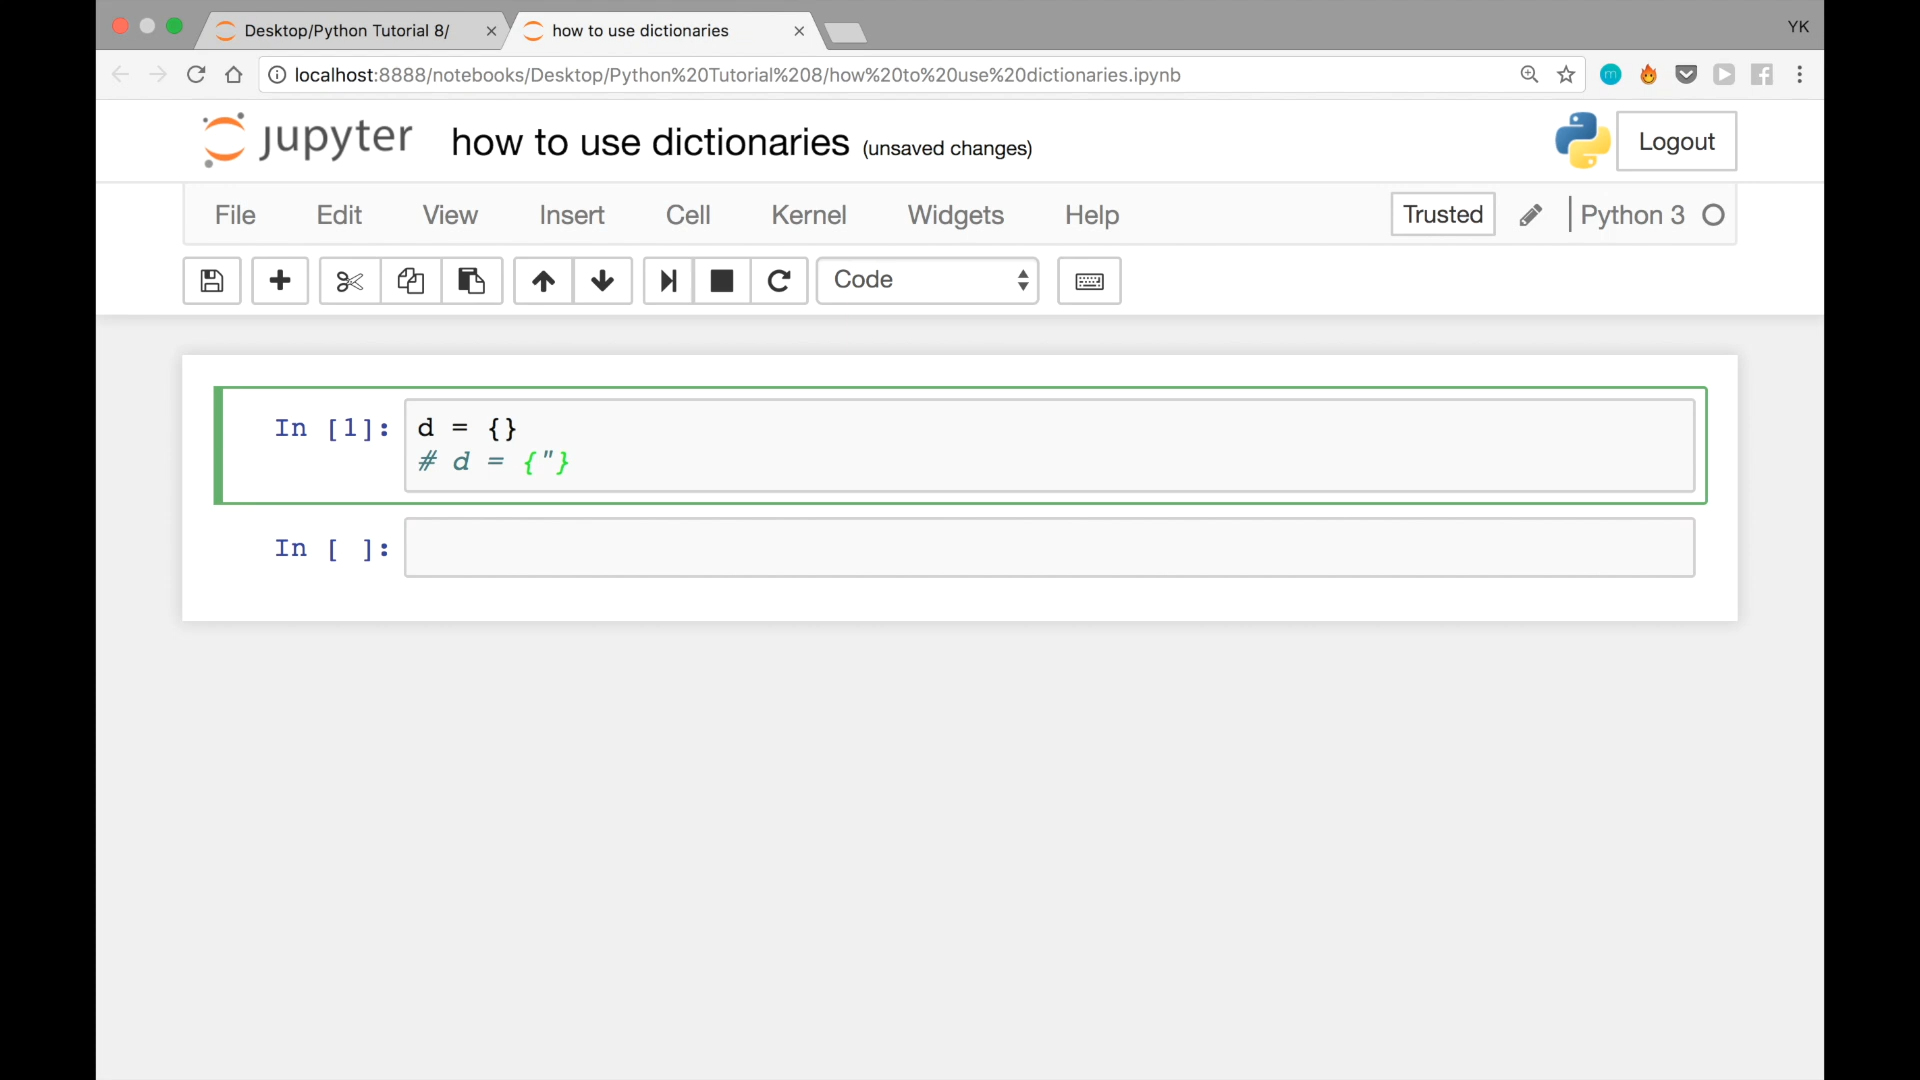 Desktop/Python Tutorial 8/
how to use dictionaries
YK
localhost:8888/notebooks/Desktop/Python%20Tutorial%208/how%20to%20use%20dictionaries.ipynb
m
jupyter how to use dictionaries (unsaved changes)
Logout
File Edit View Insert Cell Kernel Widgets Help
Trusted
Python 3
Code
In [1]: d = {}
# d = {"}
In [ ]: